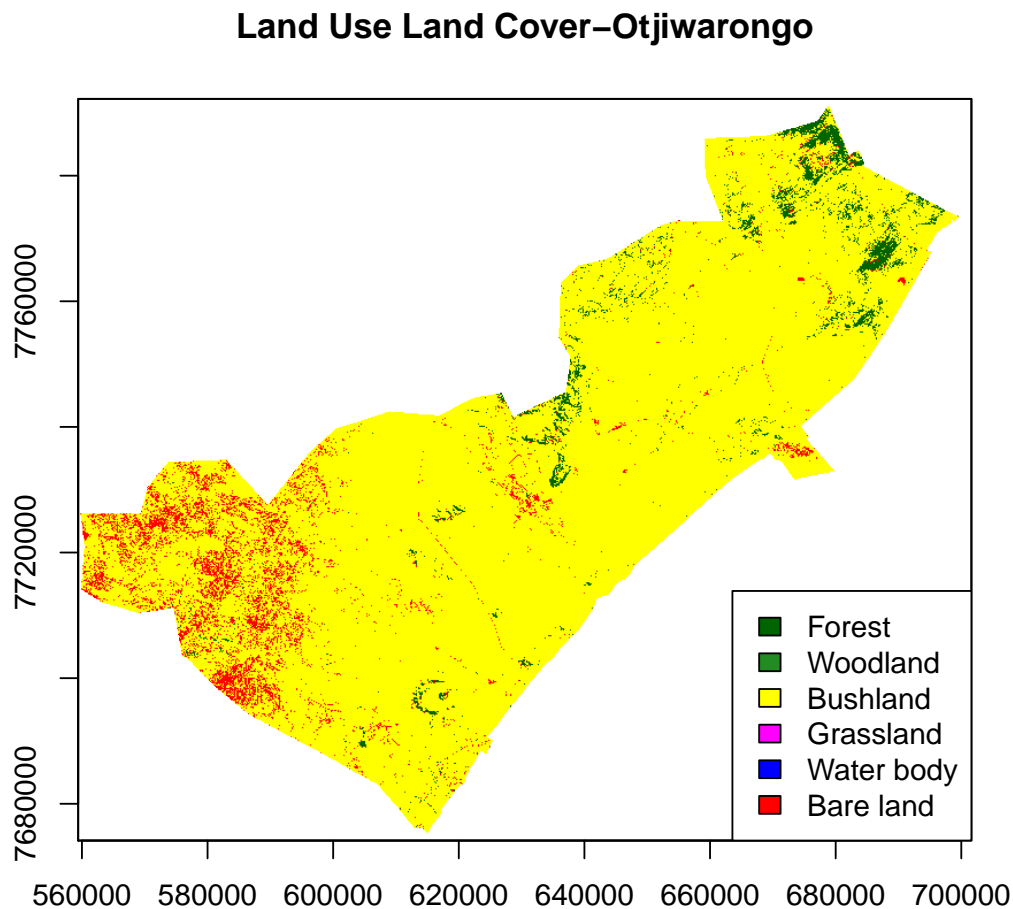 Land Use Land Cover−Otjiwarongo
7760000
7720000
7680000
Forest
Woodland
Bushland
Grassland
Water body
Bare land
560000 580000 600000 620000 640000 660000 680000 700000